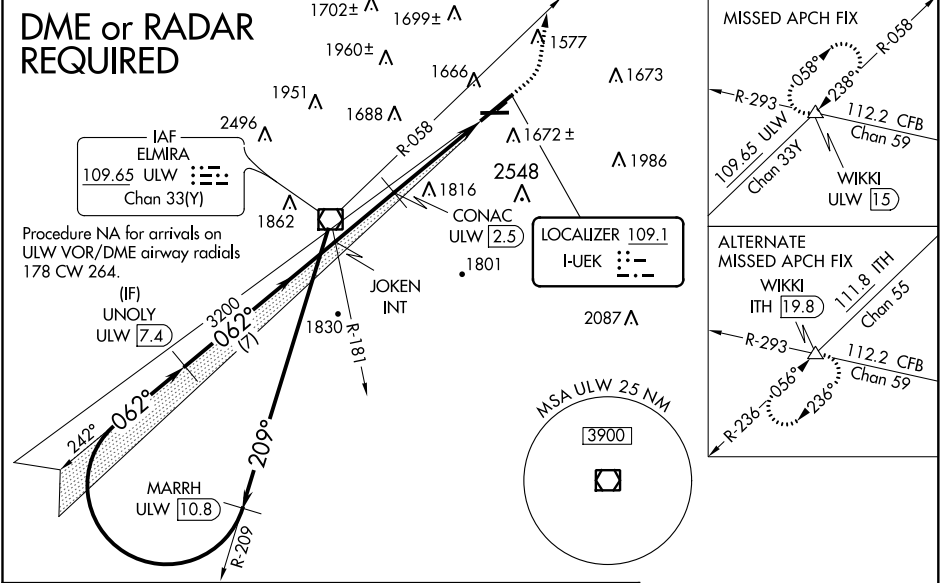 DME or RADAR
REQUIRED
1702±
1699±
1577
1960±
1666
1673
1951
1688
2496
R-058
1672 ±
1986
IAF
ELMIRA
109.65 ULW
Chan 33(Y)
2548
1816
1862
CONAC
ULW 2.5
LOCALIZER 109.1
I-UEK
Procedure NA for arrivals on
ULW VOR/DME airway radials
178 CW 264.
1801
JOKEN
INT
(IF)
UNOLY
ULW 7.4
3200
062°
(7)
1830
R-181
2087
062°
242°
209°
MARRH
ULW 10.8
R-209
MSA ULW 25 NM
3900
MISSED APCH FIX
R-058
058°
238°
R-293
112.2 CFB
Chan 59
109.65 ULW
Chan 33Y
WIKKI
ULW 15
ALTERNATE
MISSED APCH FIX
WIKKI
ITH 19.8
111.8 ITH
Chan 55
R-293
112.2 CFB
Chan 59
056°
236°
R-236